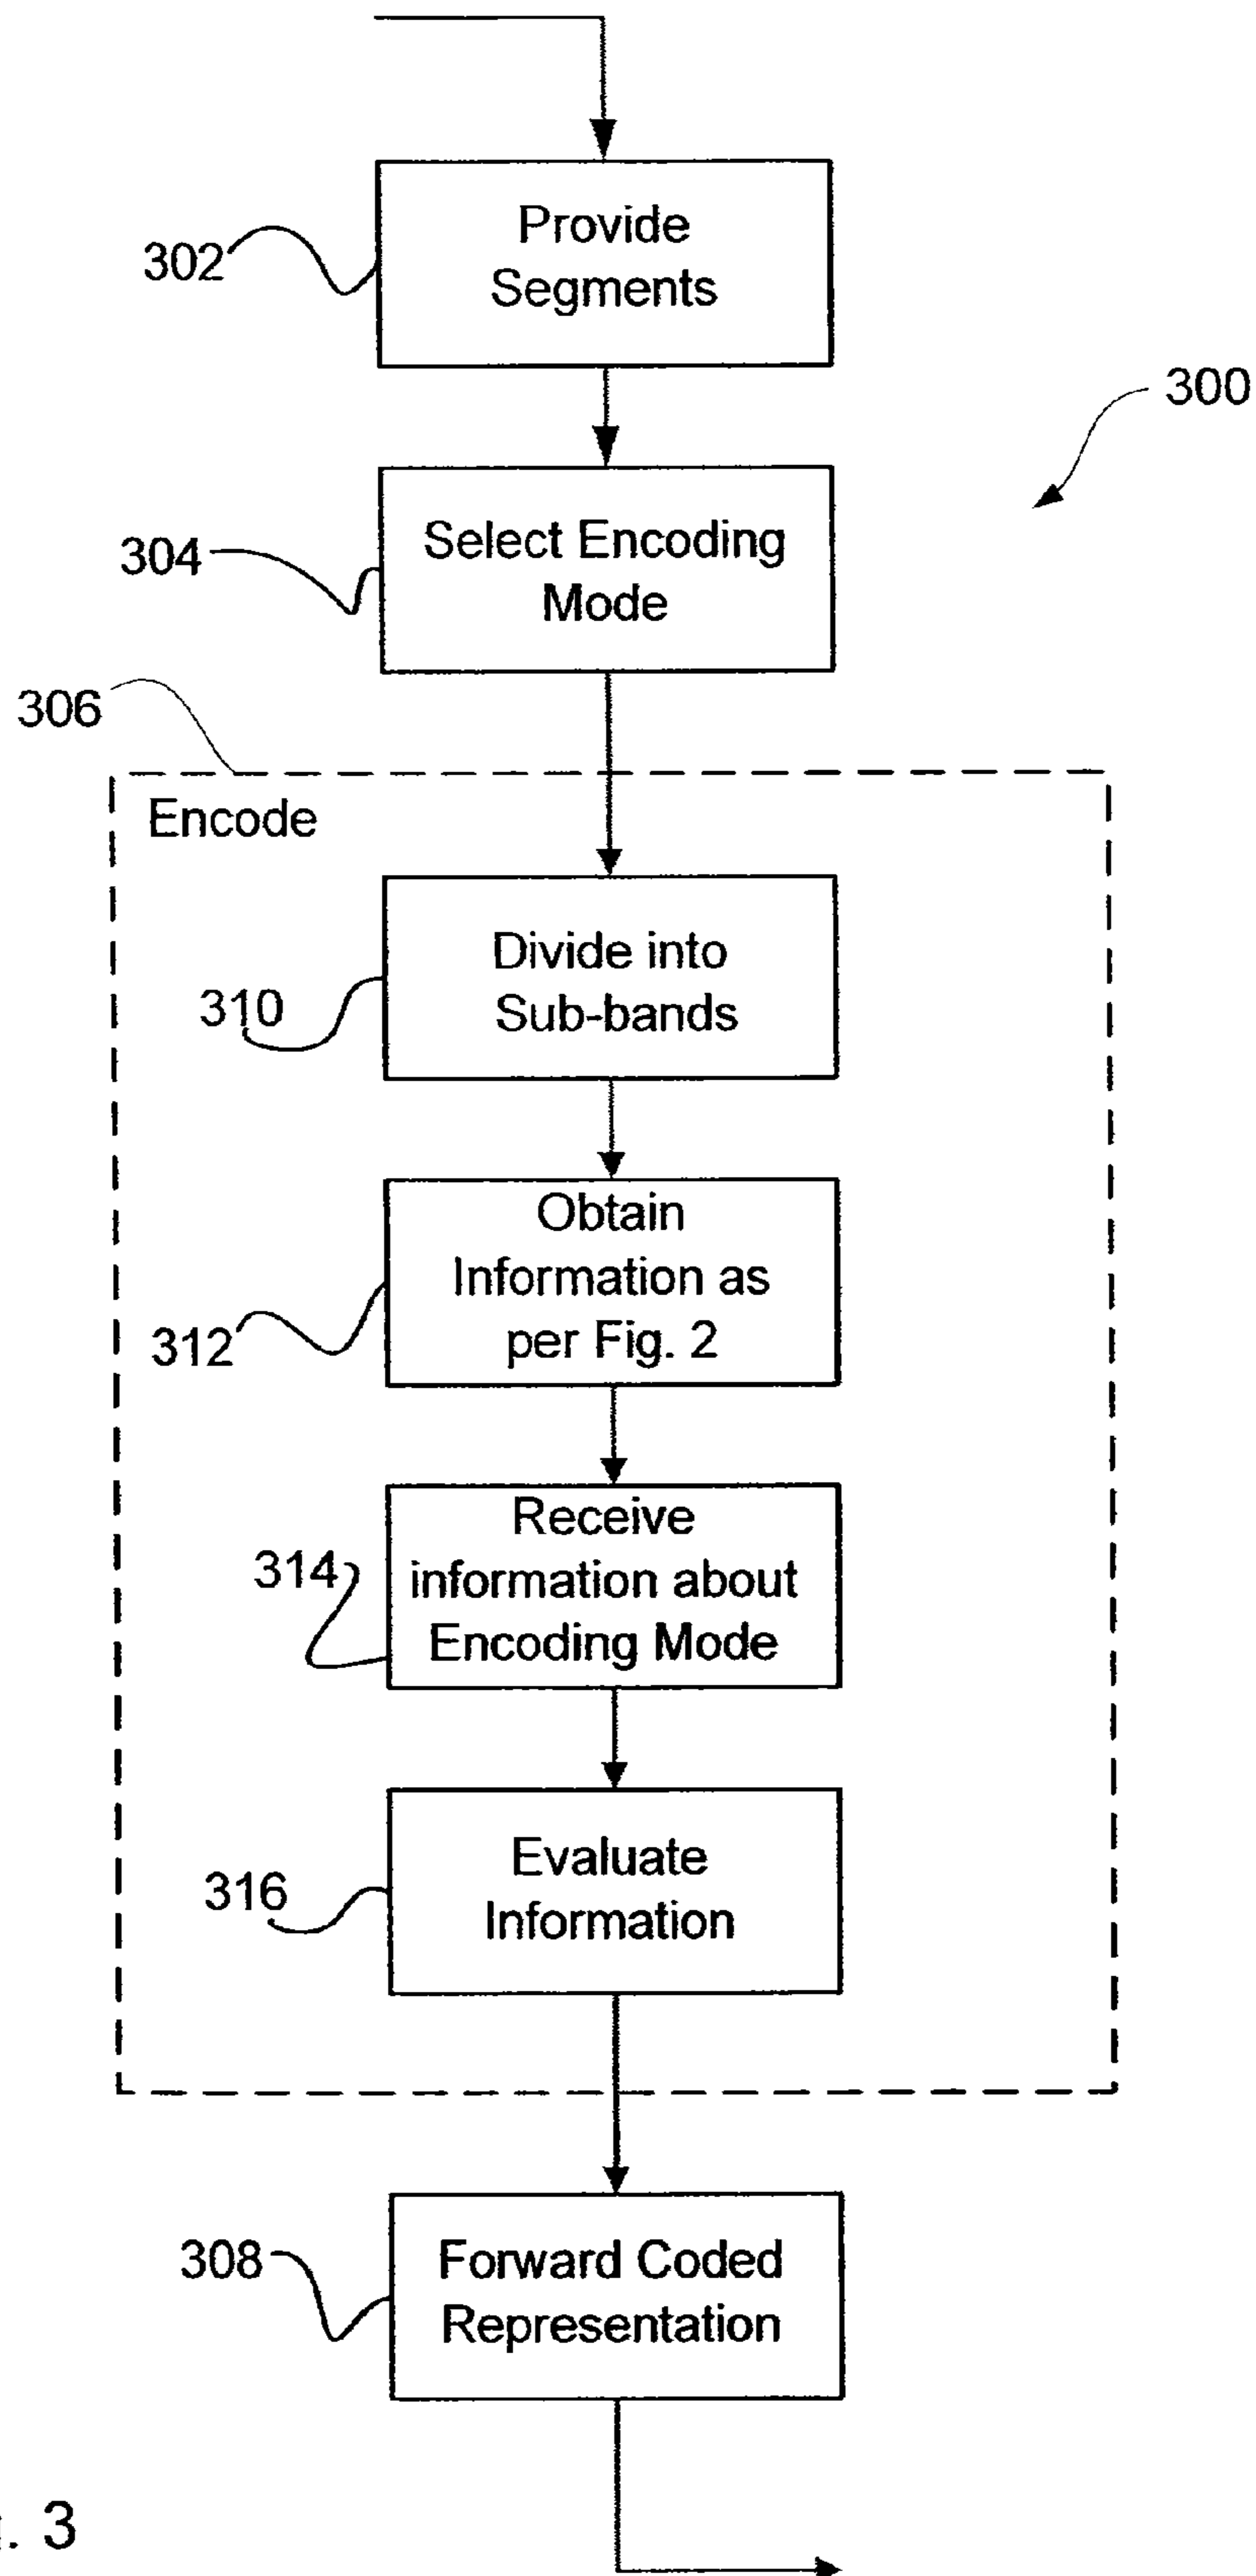 302
Provide
Segments
300
304
Select Encoding
Mode
306
Encode
310
Divide into
Sub-bands
312
Obtain
Information as
per Fig. 2
314
Receive
information about
Encoding Mode
316
Evaluate
Information
308
Forward Coded
Representation
. 3